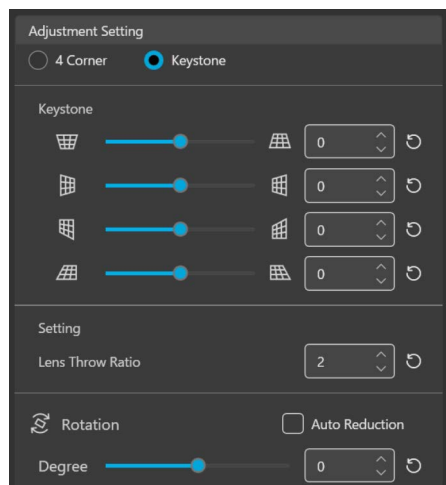 Adjustment Setting
4 Corner Keystone
Keystone
0
0
0
0
Setting
Lens Throw Ratio 2
Rotation Auto Reduction
Degree 0